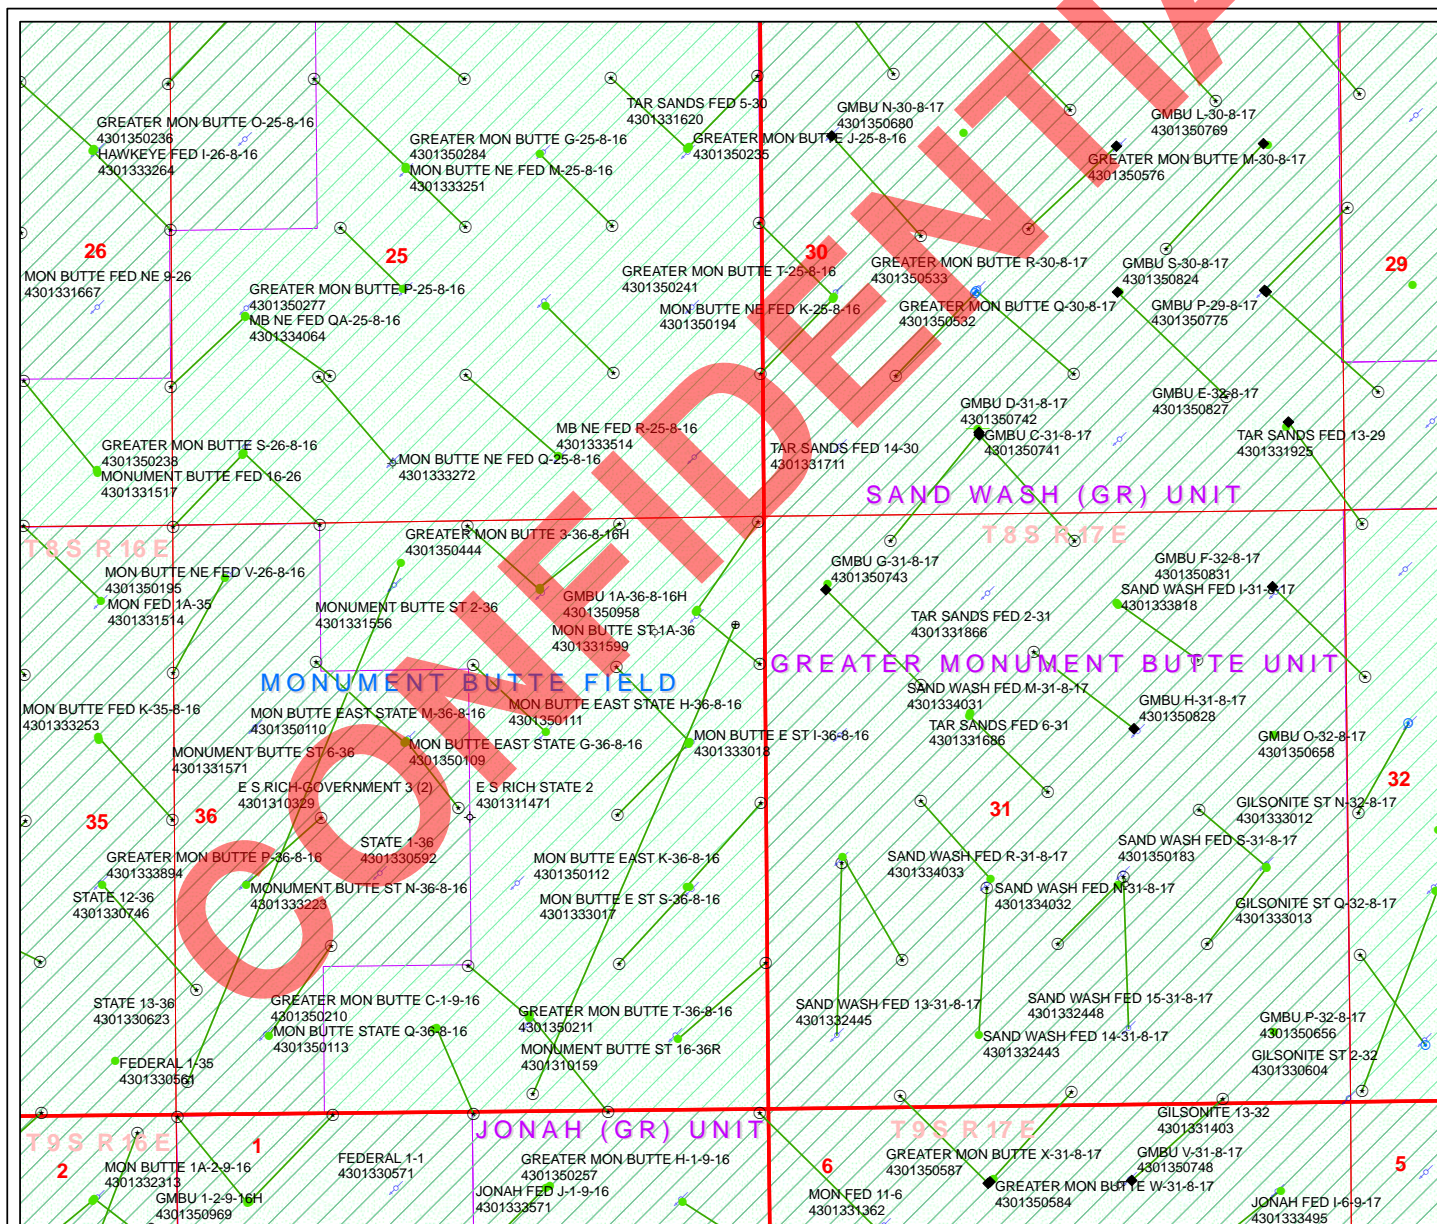 CONFIDENTIA
GREATER MON BUTTE O-25-8-16
4301350236
HAWKEYE FED I-26-8-16
4301333264
GREATER MON BUTTE G-25-8-16
4301350284
MON BUTTE NE FED M-25-8-16
4301333251
TAR SANDS FED 5-30
4301331620
GREATER MON BUTTE J-25-8-16
4301350235
GMBU N-30-8-17
4301350680
GMBU L-30-8-17
4301350769
GREATER MON BUTTE M-30-8-17
4301350576
26
25
30
29
MON BUTTE FED NE 9-26
4301331667
GREATER MON BUTTE P-25-8-16
4301350277
MB NE FED QA-25-8-16
4301334064
GREATER MON BUTTE T-25-8-16
4301350241
MON BUTTE NE FED K-25-8-16
4301350194
GREATER MON BUTTE R-30-8-17
4301350533
GREATER MON BUTTE Q-30-8-17
4301350532
GMBU S-30-8-17
4301350824
GMBU P-29-8-17
4301350775
GREATER MON BUTTE S-26-8-16
4301350238
MONUMENT BUTTE FED 16-26
4301331517
MB NE FED R-25-8-16
4301333514
MON BUTTE NE FED Q-25-8-16
4301333272
TAR SANDS FED 14-30
4301331711
GMBU D-31-8-17
4301350742
GMBU C-31-8-17
4301350741
GMBU E-32-8-17
4301350827
TAR SANDS FED 13-29
4301331925
SAND WASH (GR) UNIT
T 8 S R 16 E
T 8 S R 17 E
MON BUTTE NE FED V-26-8-16
4301350195
MON FED 1A-35
4301331514
GREATER MON BUTTE 3-36-8-16H
4301350444
MONUMENT BUTTE ST 2-36
4301331556
GMBU 1A-36-8-16H
4301350958
MON BUTTE ST 1A-36
4301331599
GMBU G-31-8-17
4301350743
TAR SANDS FED 2-31
4301331866
GMBU F-32-8-17
4301350831
SAND WASH FED I-31-8-17
4301333818
MONUMENT BUTTE FIELD
GREATER MONUMENT BUTTE UNIT
MON BUTTE FED K-35-8-16
4301333253
MON BUTTE EAST STATE M-36-8-16
4301350110
MONUMENT BUTTE ST 6-36
4301331571
MON BUTTE EAST STATE H-36-8-16
4301350111
MON BUTTE EAST STATE G-36-8-16
4301350109
MON BUTTE E ST I-36-8-16
4301333018
SAND WASH FED M-31-8-17
4301334031
TAR SANDS FED 6-31
4301331686
GMBU H-31-8-17
4301350828
GMBU O-32-8-17
4301350658
E S RICH-GOVERNMENT 3 (2)
4301310329
E S RICH STATE 2
4301311471
35
36
31
32
STATE 1-36
4301330592
GREATER MON BUTTE P-36-8-16
4301333894
STATE 12-36
4301330746
MONUMENT BUTTE ST N-36-8-16
4301333223
MON BUTTE EAST K-36-8-16
4301350112
MON BUTTE E ST S-36-8-16
4301333017
SAND WASH FED R-31-8-17
4301334033
SAND WASH FED N-31-8-17
4301334032
SAND WASH FED S-31-8-17
4301350183
GILSONITE ST N-32-8-17
4301333012
GILSONITE ST Q-32-8-17
4301333013
STATE 13-36
4301330623
GREATER MON BUTTE C-1-9-16
4301350210
MON BUTTE STATE Q-36-8-16
4301350113
GREATER MON BUTTE T-36-8-16
4301350211
MONUMENT BUTTE ST 16-36R
4301310159
SAND WASH FED 13-31-8-17
4301332445
SAND WASH FED 14-31-8-17
4301332443
SAND WASH FED 15-31-8-17
4301332448
GMBU P-32-8-17
4301350656
GILSONITE ST 2-32
4301330604
FEDERAL 1-35
4301330561
GILSONITE 13-32
4301331403
T 9 S R 16 E
JONAH (GR) UNIT
T 9 S R 17 E
2
1
6
5
MON BUTTE 1A-2-9-16
4301332313
GMBU 1-2-9-16H
4301350969
FEDERAL 1-1
4301330571
GREATER MON BUTTE H-1-9-16
4301350257
JONAH FED J-1-9-16
4301333571
MON FED 11-6
4301331362
GREATER MON BUTTE X-31-8-17
4301350587
GREATER MON BUTTE W-31-8-17
4301350584
GMBU V-31-8-17
4301350748
JONAH FED I-6-9-17
4301333495